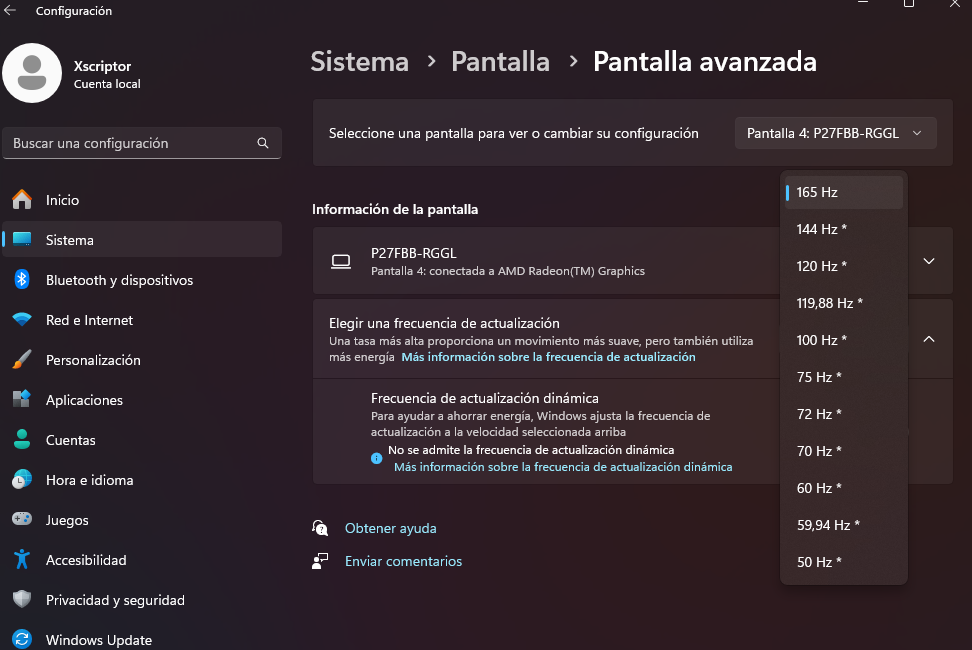 Configuración
Xscriptor
Cuenta local
Buscar una configuración
Inicio
Sistema
Bluetooth y dispositivos
Red e Internet
Personalización
Aplicaciones
Cuentas
Hora e idioma
Juegos
Accesibilidad
Privacidad y seguridad
Windows Update
Sistema > Pantalla > Pantalla avanzada
Seleccione una pantalla para ver o cambiar su configuración
Pantalla 4: P27FBB-RGGL
Información de la pantalla
P27FBB-RGGL
Pantalla 4: conectada a AMD Radeon(TM) Graphics
Elegir una frecuencia de actualización
Una tasa más alta proporciona un movimiento más suave, pero también utiliza
más energía Más información sobre la frecuencia de actualización
Frecuencia de actualización dinámica
Para ayudar a ahorrar energía, Windows ajusta la frecuencia de
actualización a la velocidad seleccionada arriba
No se admite la frecuencia de actualización dinámica
Más información sobre la frecuencia de actualización dinámica
Obtener ayuda
Enviar comentarios
165 Hz
144 Hz *
120 Hz *
119,88 Hz *
100 Hz *
75 Hz *
72 Hz *
70 Hz *
60 Hz *
59,94 Hz *
50 Hz *